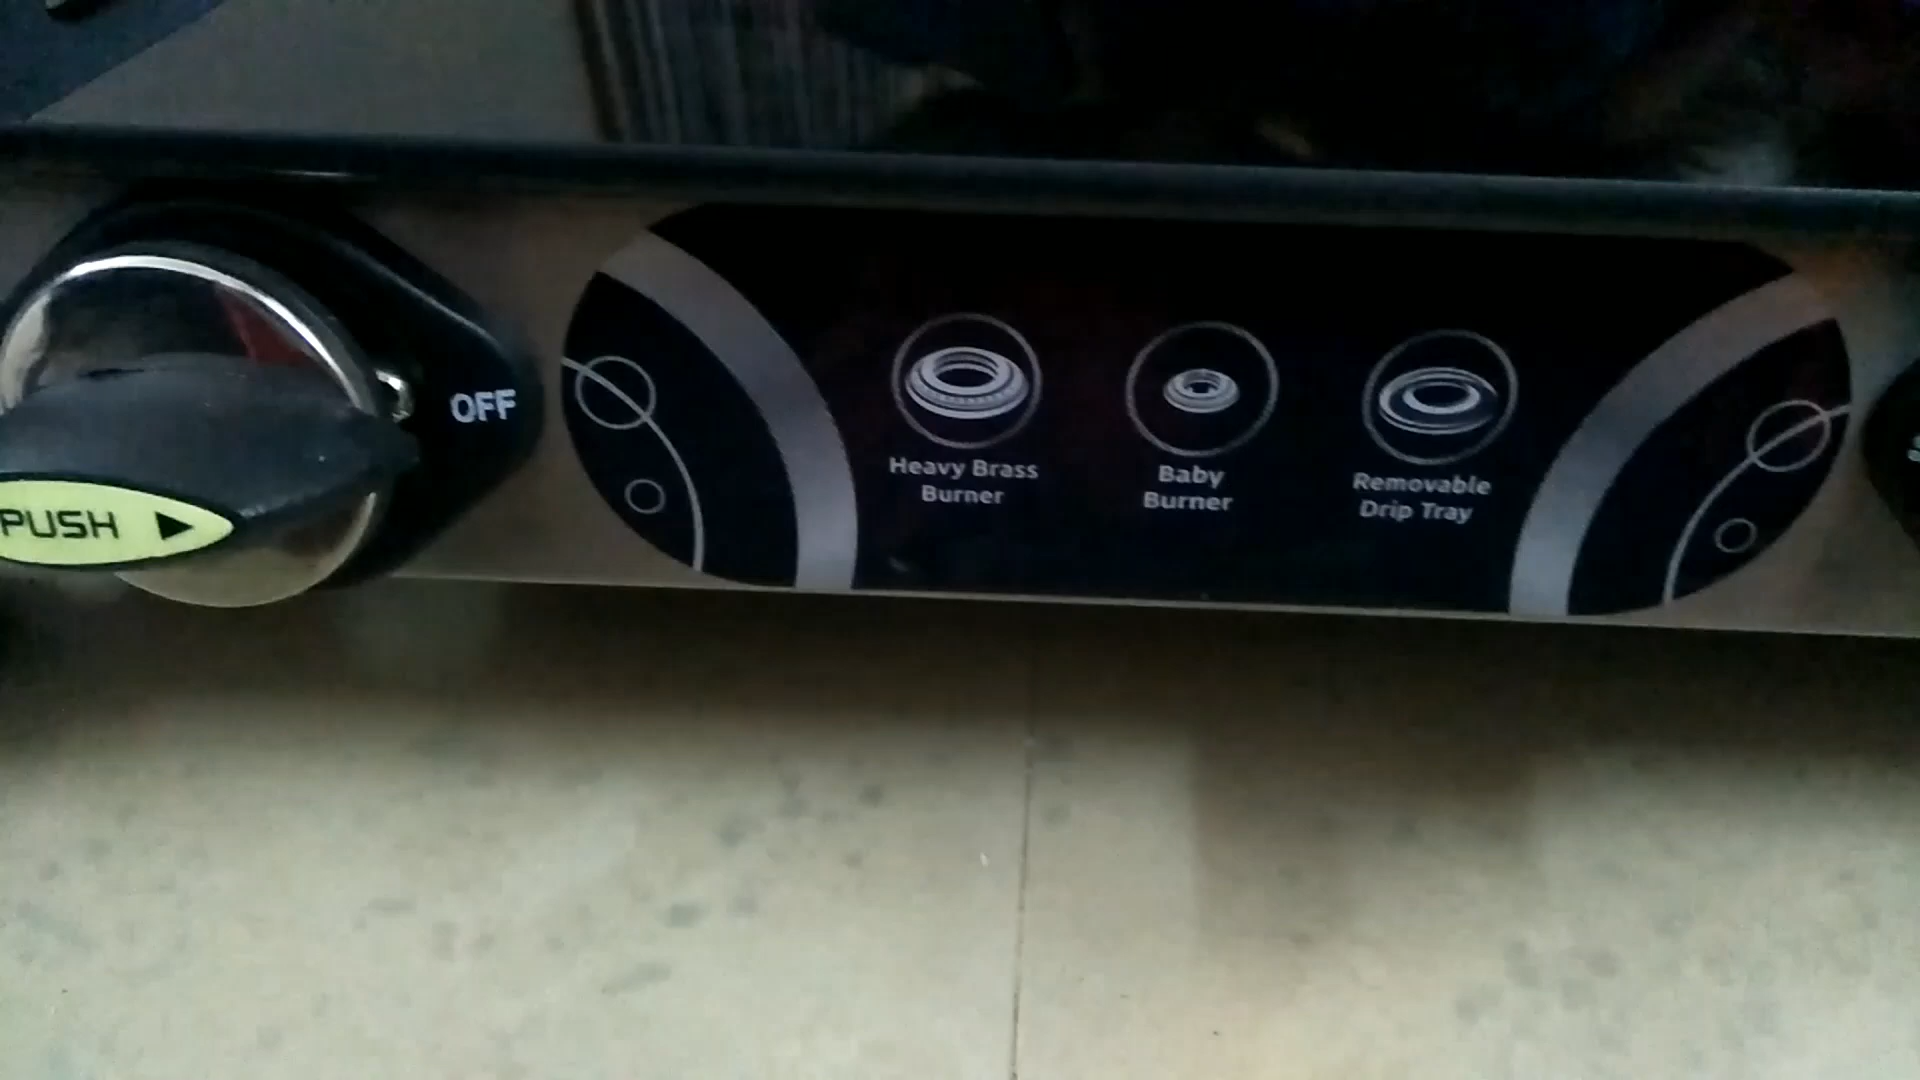 OFF
PUSH
Heavy Brass
Burner
Baby
Burner
Removable
Drip Tray